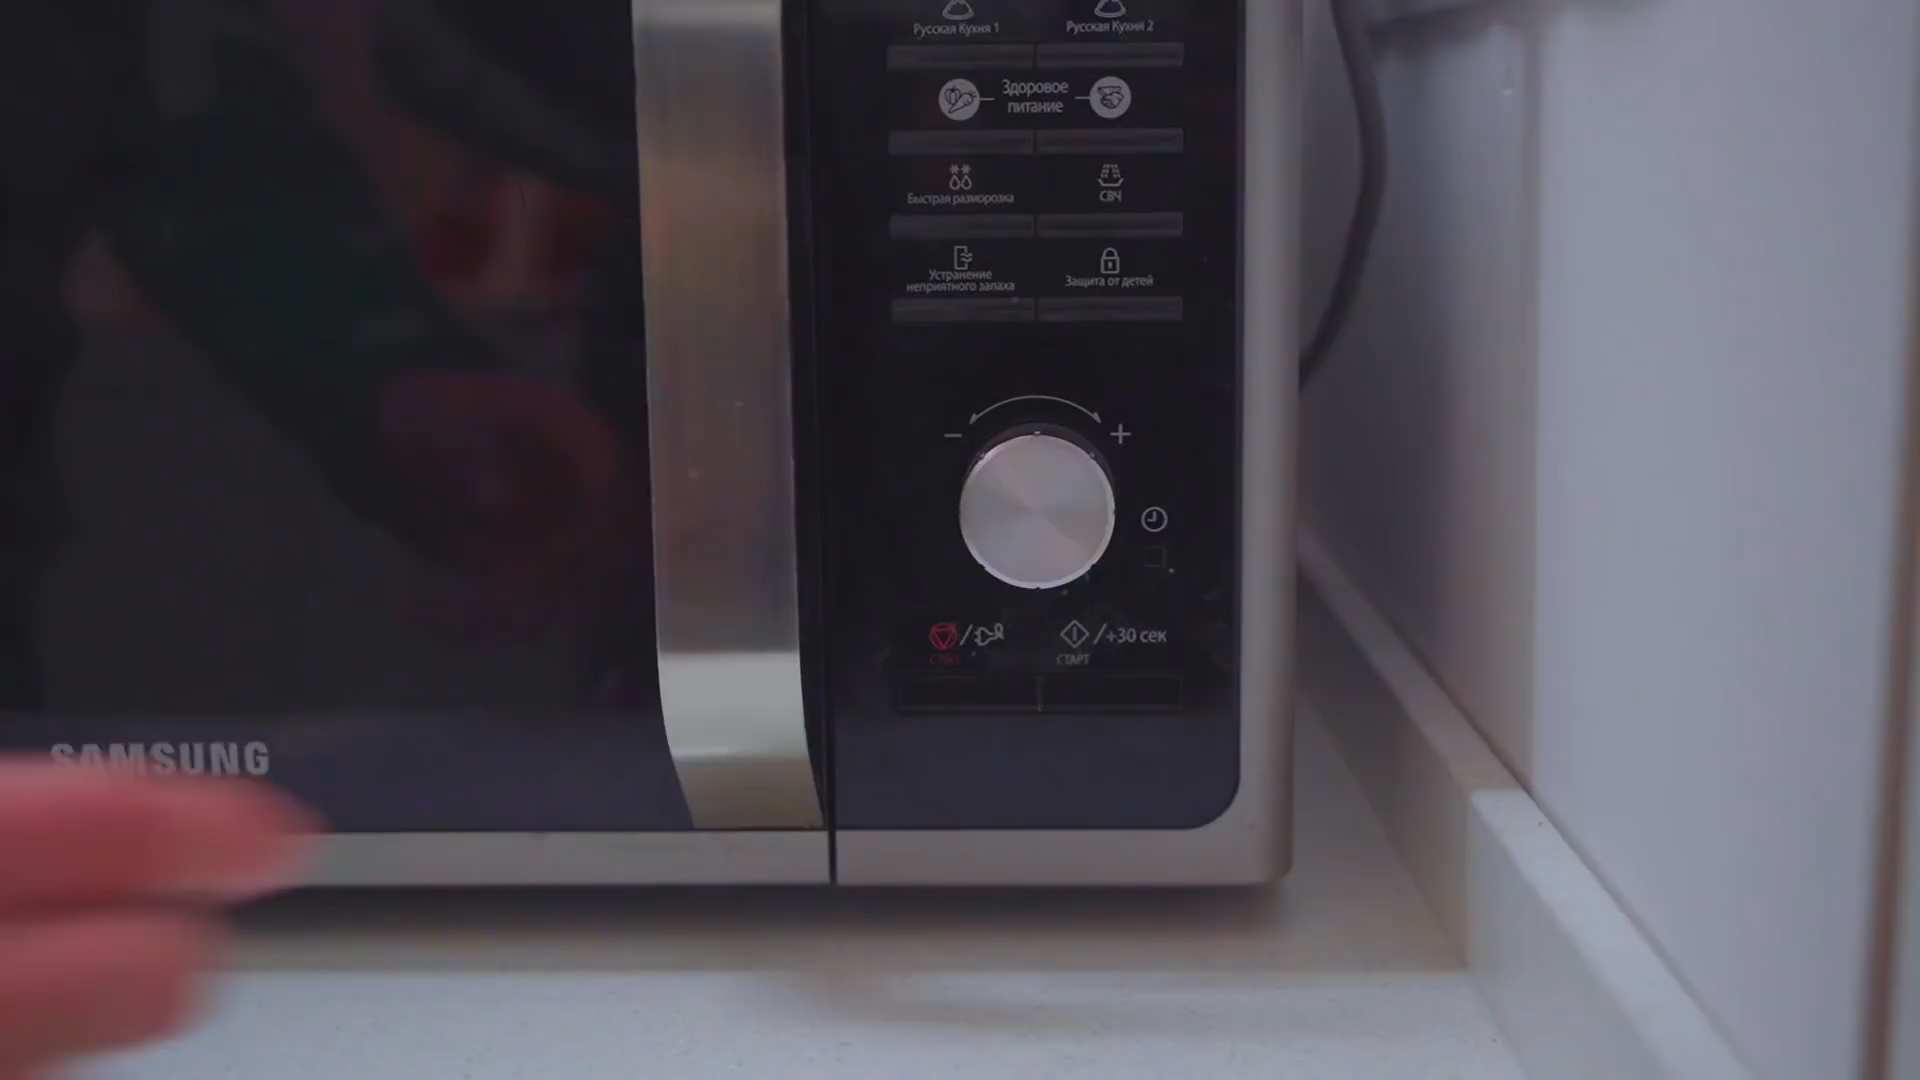 Русская Кухня 1
Русская Кухня 2
Здоровое
питание
Быстрая разморозка
СВЧ
Устранение
неприятного запаха
Защита от детей
− +
/
/+30 сек
СТОП
СТАРТ
SAMSUNG